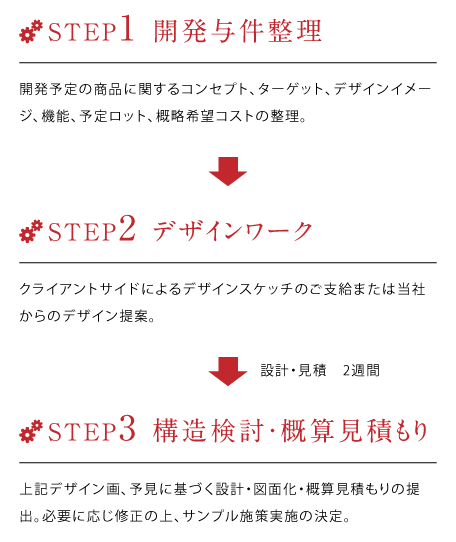 STEP1 開発与件整理
開発予定の商品に関するコンセプト、ターゲット、デザインイメー
ジ、機能、予定ロット、概略希望コストの整理。
STEP2 デザインワーク
クライアントサイドによるデザインスケッチのご支給または当社
からのデザイン提案。
設計・見積　2週間
STEP3 構造検討・概算見積もり
上記デザイン画、予見に基づく設計・図面化・概算見積もりの提
出。必要に応じ修正の上、サンプル施策実施の決定。